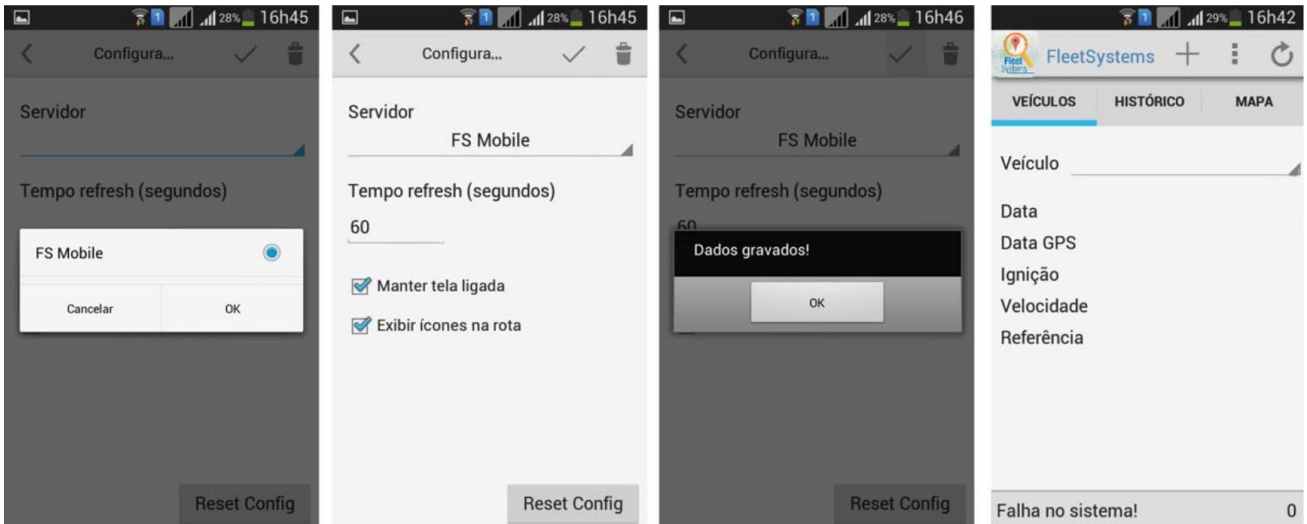 28% 16h45
Configura...
Servidor
Tempo refresh (segundos)
FS Mobile
Cancelar OK
Reset Config
28% 16h45
Configura...
Servidor
FS Mobile
Tempo refresh (segundos)
60
Manter tela ligada
Exibir ícones na rota
Reset Config
28% 16h46
Configura...
Servidor
FS Mobile
Tempo refresh (segundos)
60
Dados gravados!
OK
Reset Config
29% 16h42
Fleet
Systems
FleetSystems
VEÍCULOS HISTÓRICO MAPA
Veículo
Data
Data GPS
Ignição
Velocidade
Referência
Falha no sistema! 0